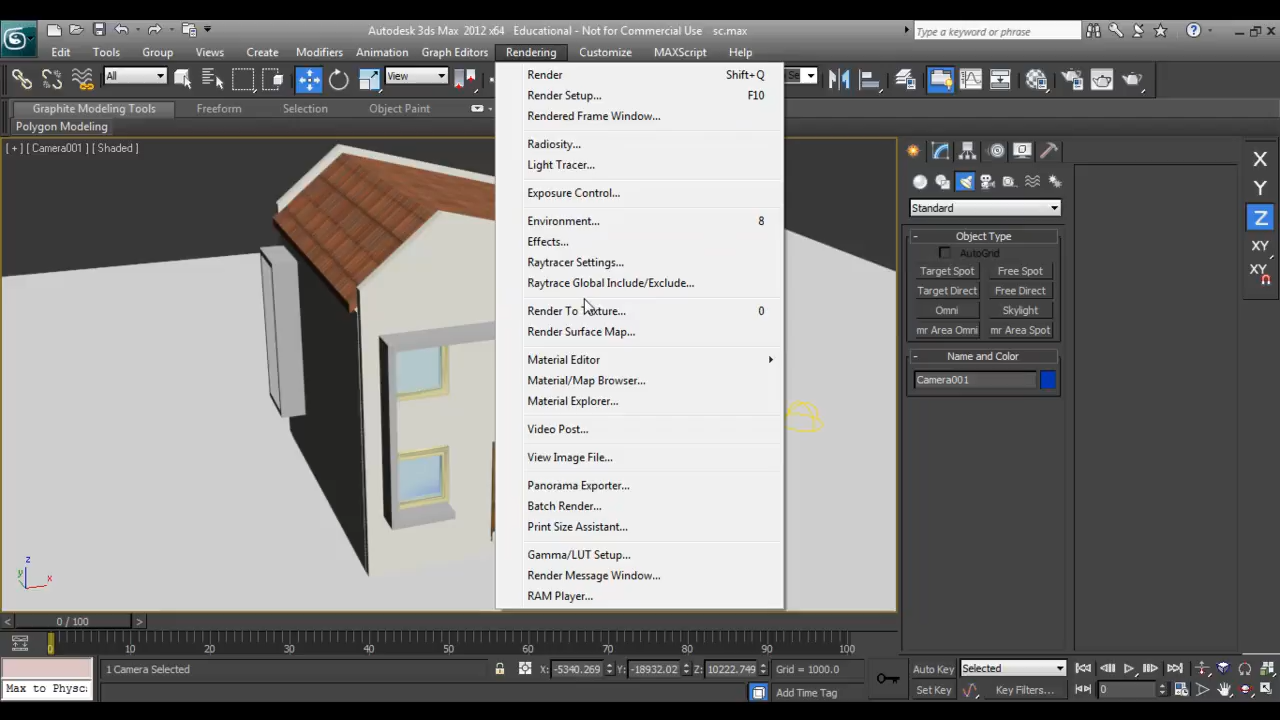 Autodesk 3ds Max 2012 x64 Educational - Not for Commercial Use sc.max
Type a keyword or phrase
Edit Tools Group Views Create Modifiers Animation Graph Editors Rendering Customize MAXScript Help
All View Se
Graphite Modeling Tools Freeform Selection Object Paint
Polygon Modeling
[ + ] [ Camera001 ] [ Shaded ]
Render Shift+Q
Render Setup... F10
Rendered Frame Window...
Radiosity...
Light Tracer...
Exposure Control...
Environment... 8
Effects...
Raytracer Settings...
Raytrace Global Include/Exclude...
Render To Texture... 0
Render Surface Map...
Material Editor
Material/Map Browser...
Material Explorer...
Video Post...
View Image File...
Panorama Exporter...
Batch Render...
Print Size Assistant...
Gamma/LUT Setup...
Render Message Window...
RAM Player...
Standard
- Object Type
AutoGrid
Target Spot Free Spot
Target Direct Free Direct
Omni Skylight
mr Area Omni mr Area Spot
- Name and Color
Camera001
X
Y
Z
XY
XY
z
y
x
< 0 / 100 >
0 10 20 30 40 50 60 70 80 90 100
1 Camera Selected X: -5340.269 Y: -18932.02 Z: 10222.749 Grid = 1000.0 Auto Key Selected
Max to Physc Add Time Tag Set Key Key Filters... 0